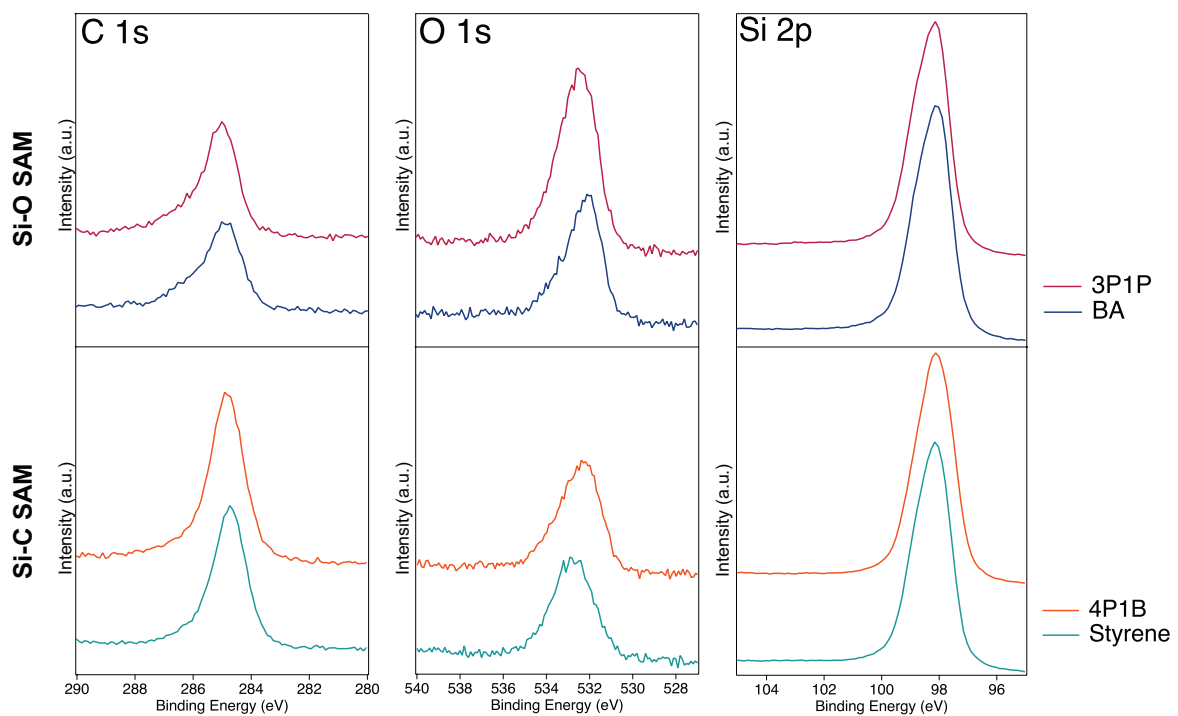 C 1s
O 1s
Si 2p
Si-O SAM
Intensity (a.u.)
Intensity (a.u.)
Intensity (a.u.)
3P1P
BA
Si-C SAM
Intensity (a.u.)
Intensity (a.u.)
Intensity (a.u.)
4P1B
Styrene
290 288 286 284 282 280
540 538 536 534 532 530 528
104 102 100 98 96
Binding Energy (eV)
Binding Energy (eV)
Binding Energy (eV)